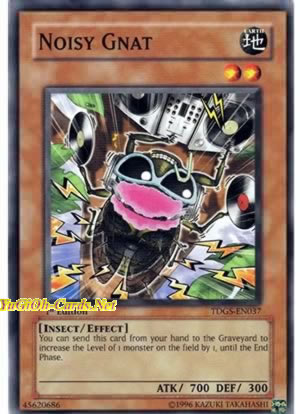 NOISY GNAT
EARTH
地
TDGS-EN037
YuGiOh-Cards.Net
Edition
[INSECT/EFFECT]
You can send this card from your hand to the Graveyard to
increase the Level of 1 monster on the field by 1, until the End
Phase.
ATK/ 700 DEF/ 300
45620686
©1996 KAZUKI TAKAHASHI